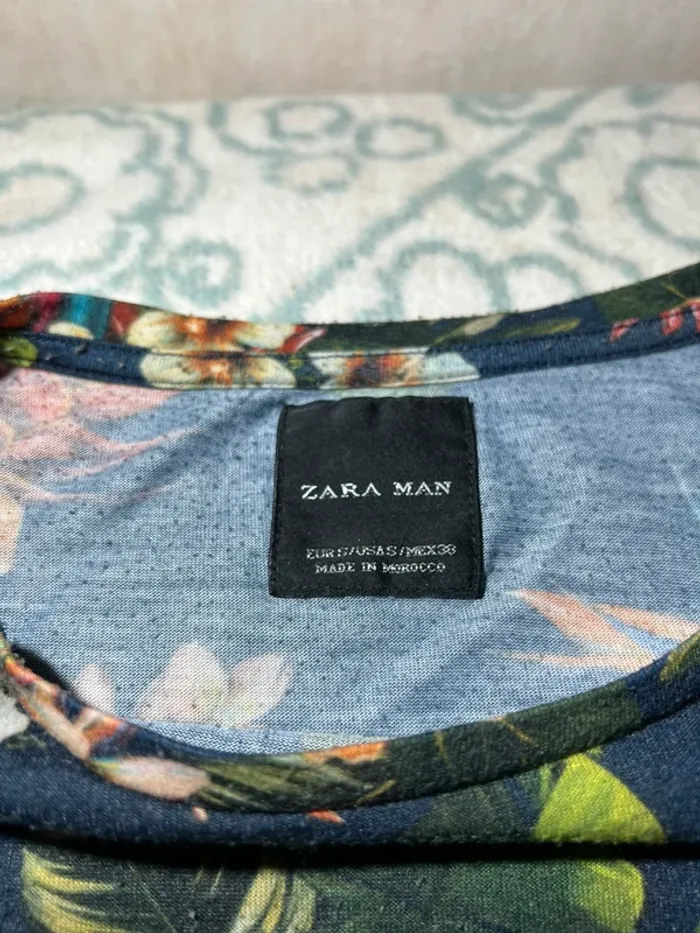 ZARA MAN
EUR S/USA S/MEX 38
MADE IN MOROCCO